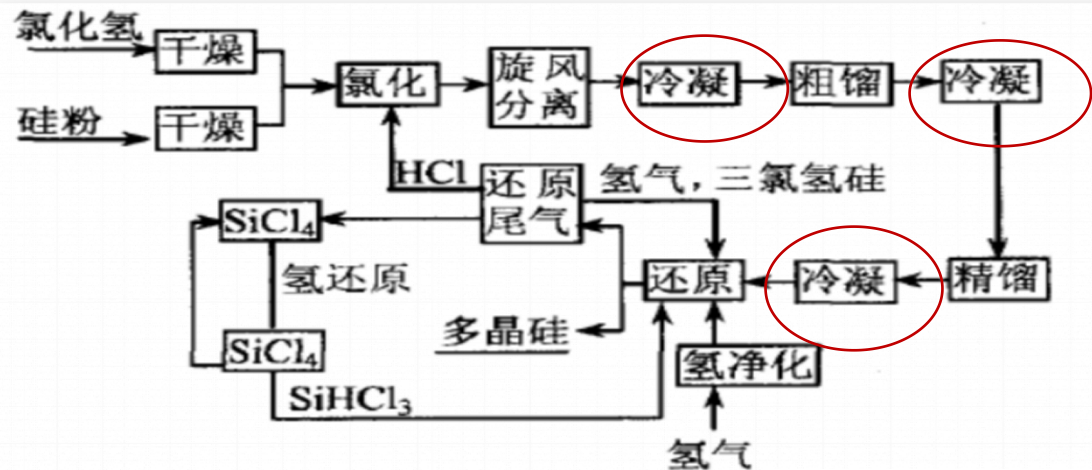 氯化氢
干燥
硅粉
干燥
氯化
旋风
分离
冷凝
粗馏
冷凝
HCl
还原
尾气
氢气，三氯氢硅
SiCl₄
氢还原
还原
冷凝
精馏
多晶硅
SiCl₄
氢净化
SiHCl₃
氢气